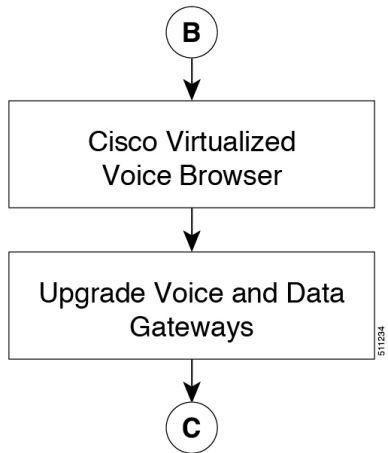 B
Cisco Virtualized
Voice Browser
Upgrade Voice and Data
Gateways
511234
C